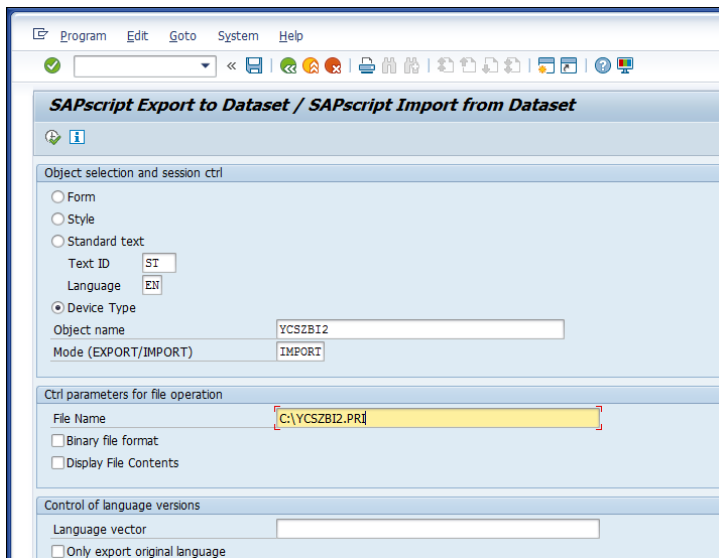 Program Edit Goto System Help
SAPscript Export to Dataset / SAPscript Import from Dataset
Object selection and session ctrl
Form
Style
Standard text
Text ID ST
Language EN
Device Type
Object name YCSZBI2
Mode (EXPORT/IMPORT) IMPORT
Ctrl parameters for file operation
File Name C:\YCSZBI2.PRI
Binary file format
Display File Contents
Control of language versions
Language vector
Only export original language